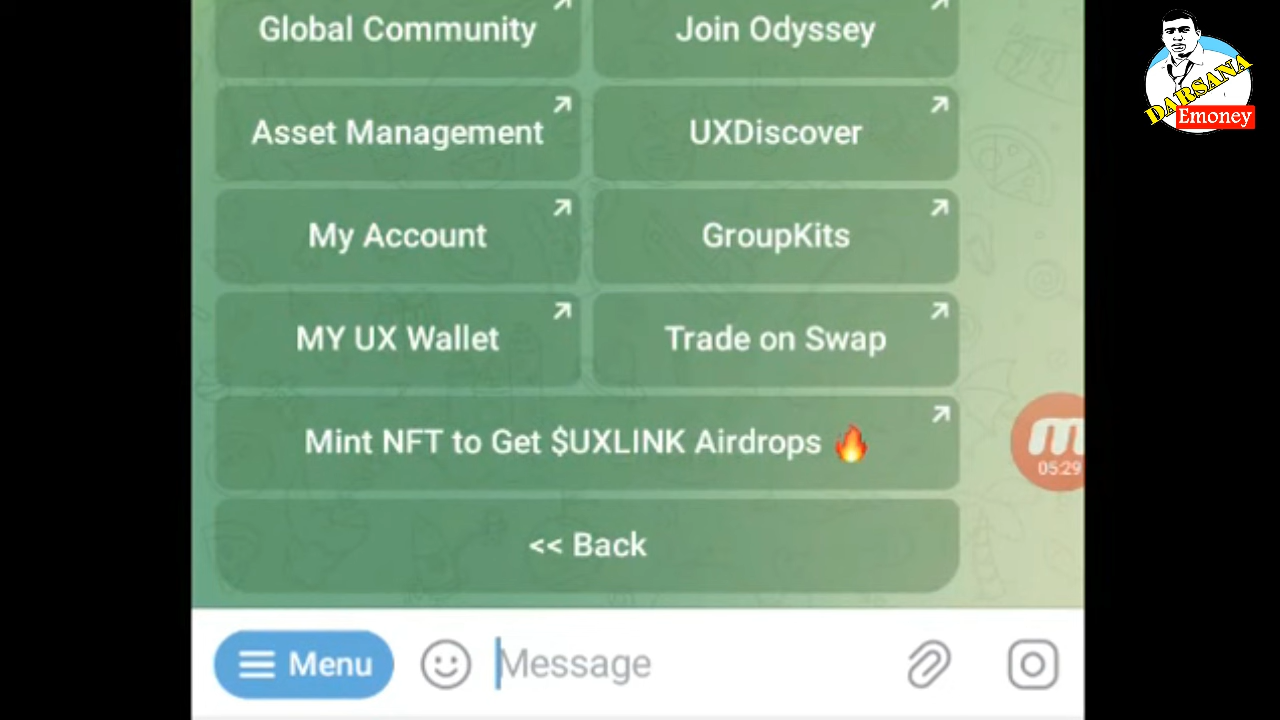 Global Community
Join Odyssey
Asset Management
UXDiscover
My Account
GroupKits
MY UX Wallet
Trade on Swap
Mint NFT to Get $UXLINK Airdrops 🔥
<< Back
Menu
Message
05:29
DARSANA
Emoney